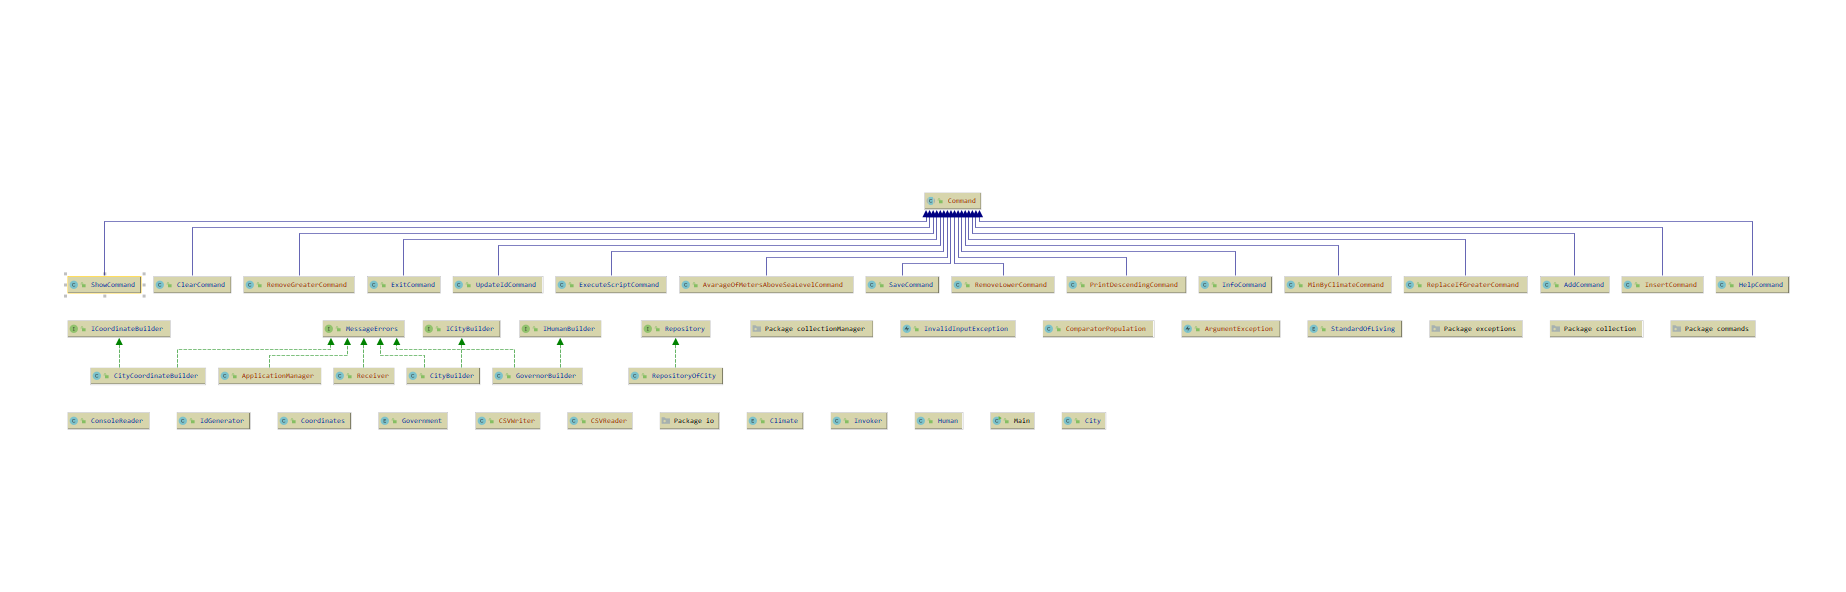 Command
ShowCommand ClearCommand RemoveGreaterCommand ExitCommand UpdateIdCommand ExecuteScriptCommand AvarageOfMetersAboveSeaLevelCommand SaveCommand RemoveLowerCommand PrintDescendingCommand InfoCommand MinByClimateCommand ReplaceIfGreaterCommand AddCommand InsertCommand HelpCommand
ICoordinateBuilder MessageErrors ICityBuilder IHumanBuilder Repository Package collectionManager InvalidInputException ComparatorPopulation ArgumentException StandardOfLiving Package exceptions Package collection Package commands
CityCoordinateBuilder ApplicationManager Receiver CityBuilder GovernorBuilder RepositoryOfCity
ConsoleReader IdGenerator Coordinates Government CSVWriter CSVReader Package io Climate Invoker Human Main City